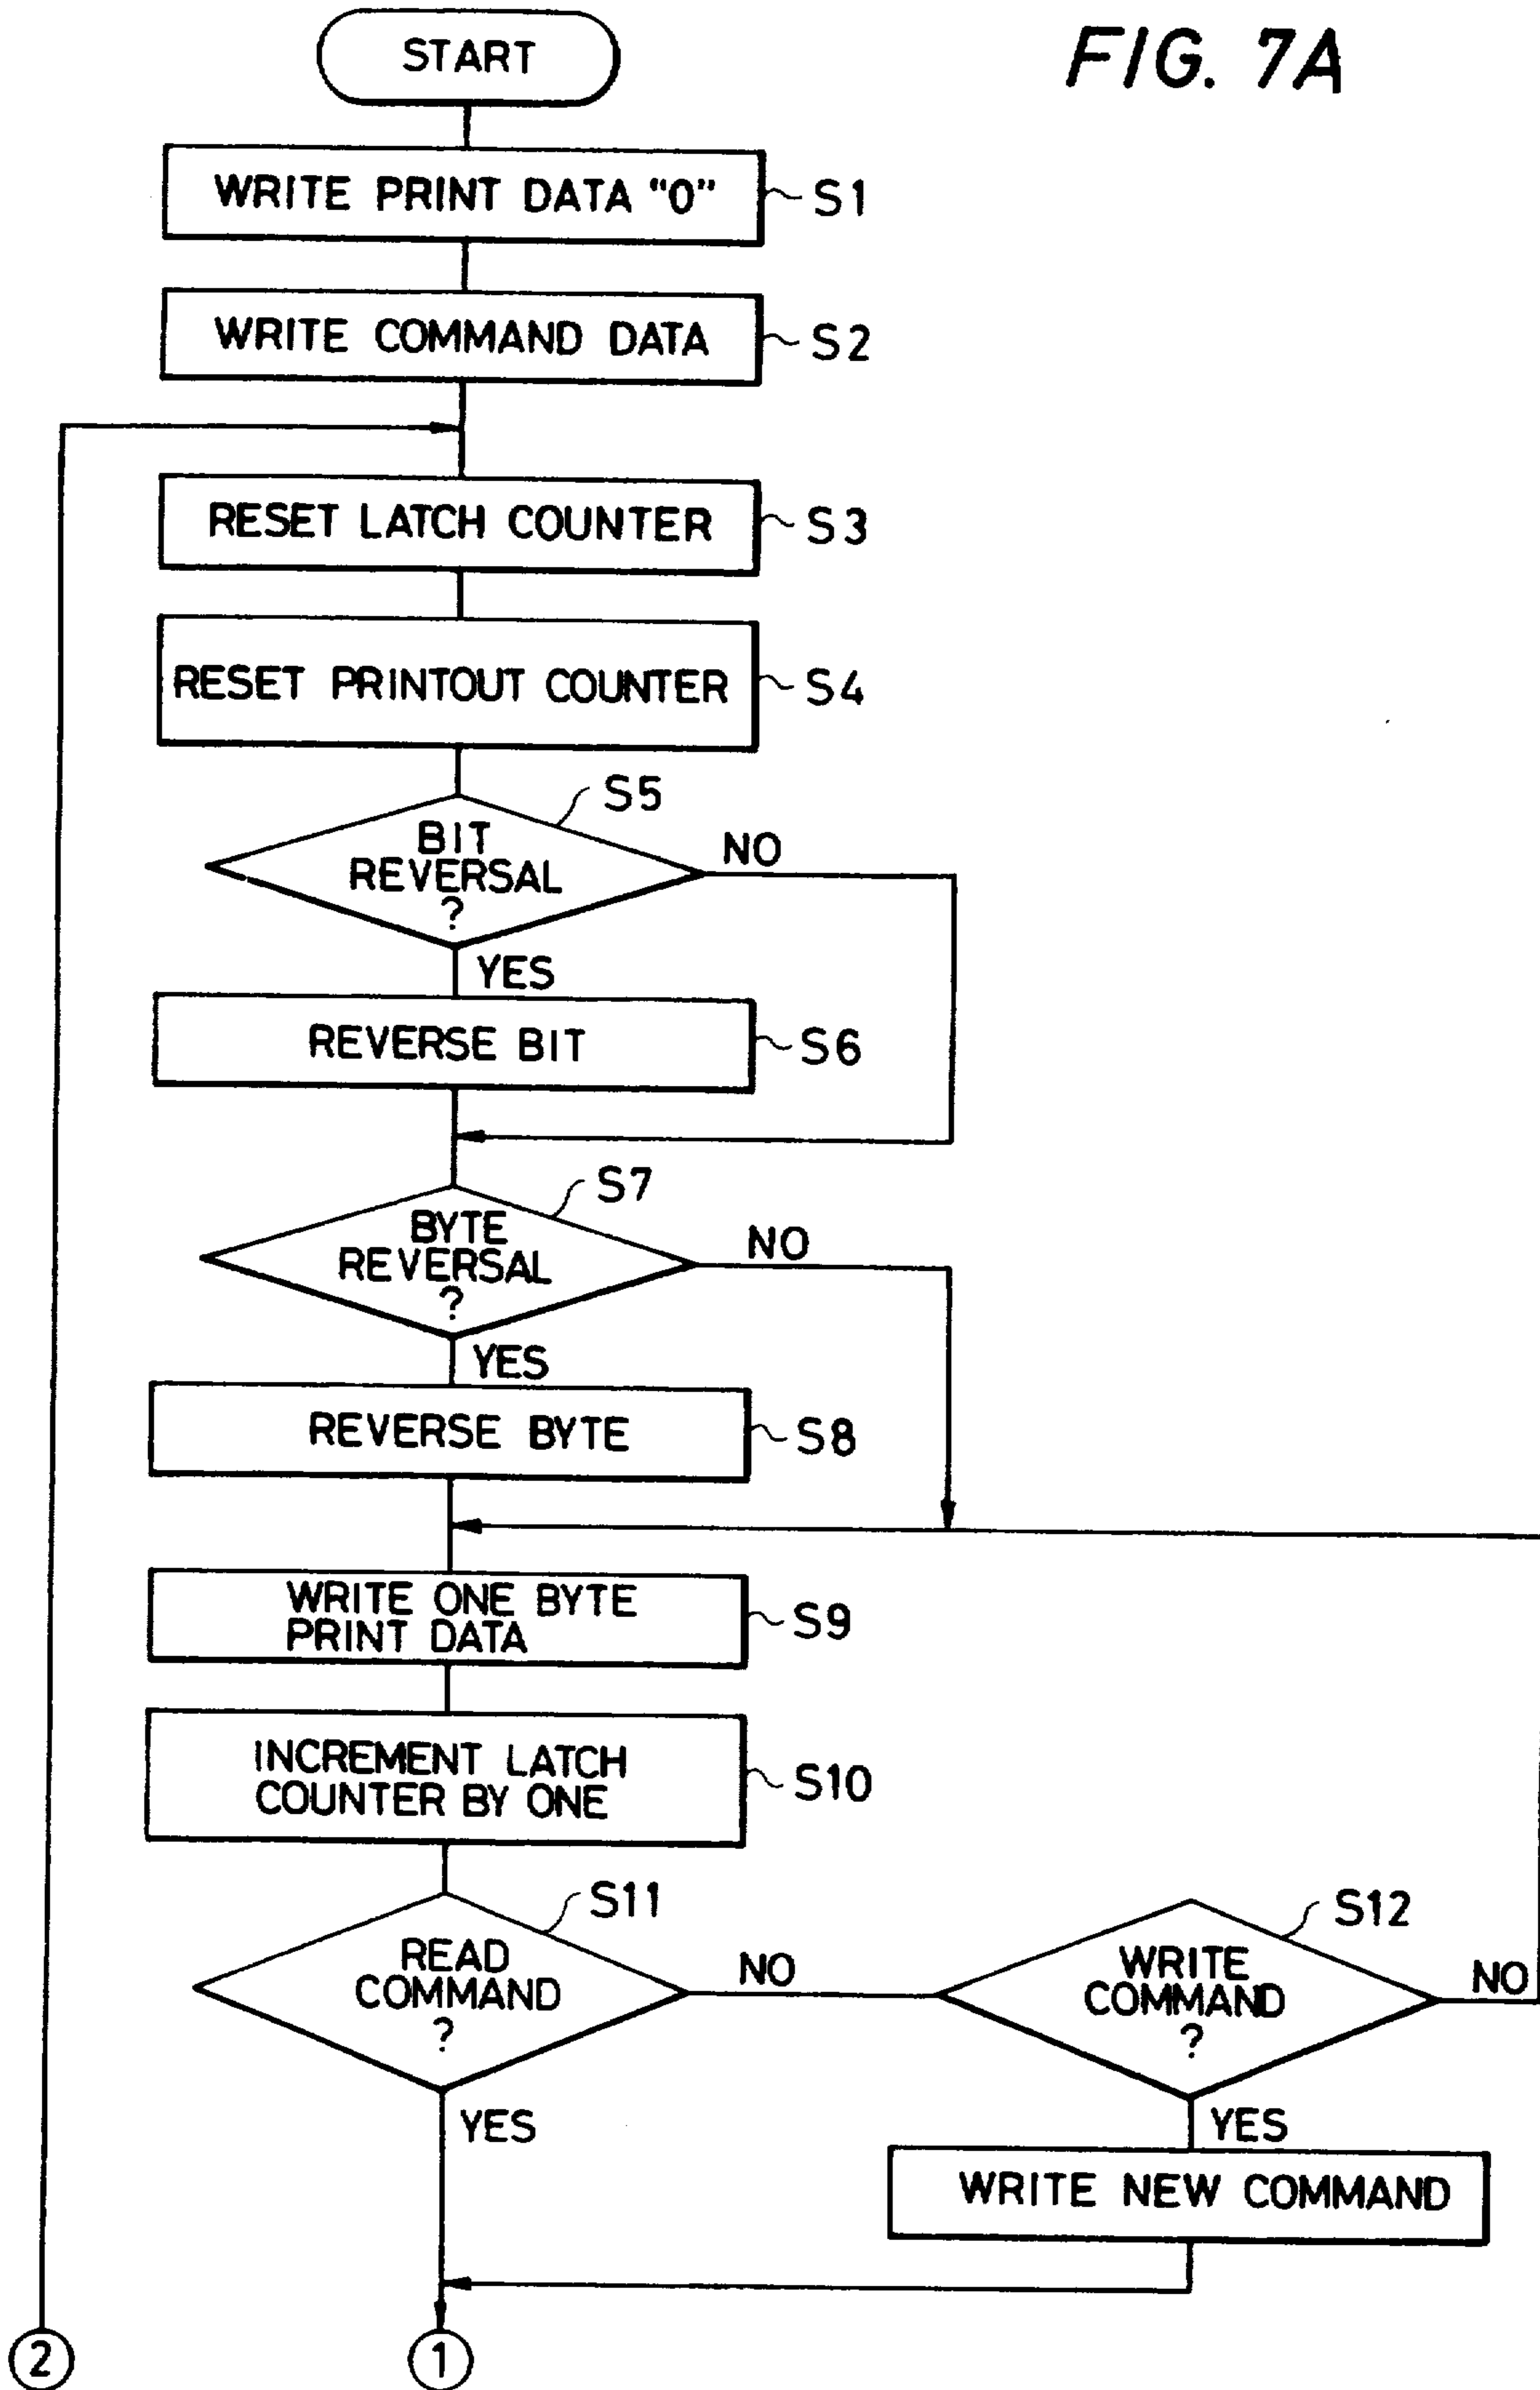 FIG. 7A
START
WRITE PRINT DATA "0"
S1
WRITE COMMAND DATA
S2
RESET LATCH COUNTER
S3
RESET PRINTOUT COUNTER
S4
S5
BIT
REVERSAL
?
NO
YES
REVERSE BIT
S6
S7
BYTE
REVERSAL
?
NO
YES
REVERSE BYTE
S8
WRITE ONE BYTE
PRINT DATA
S9
INCREMENT LATCH
COUNTER BY ONE
S10
S11
READ
COMMAND
?
NO
YES
S12
WRITE
COMMAND
?
NO
YES
WRITE NEW COMMAND
2
1